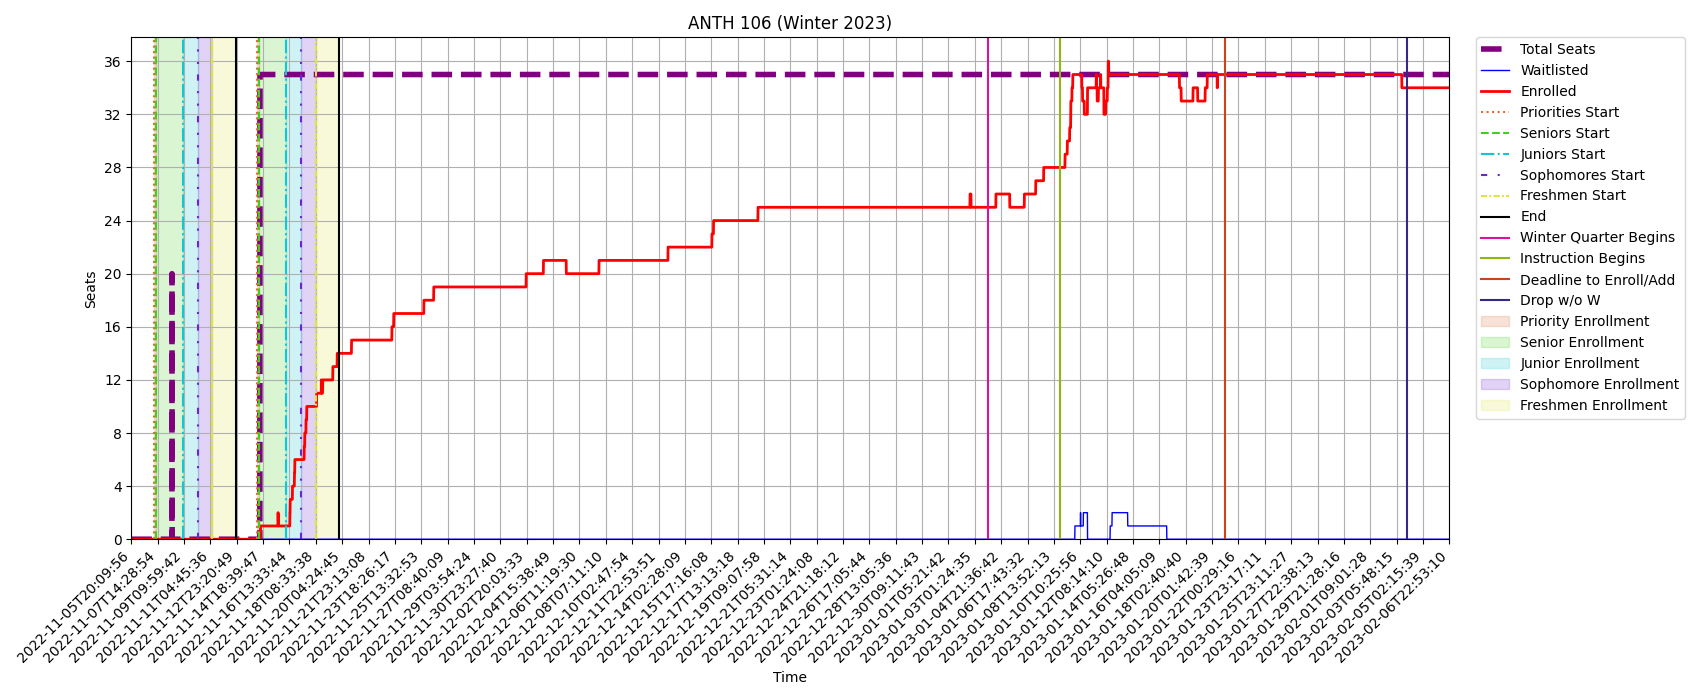 ANTH 106 (Winter 2023)
Seats
36
32
28
24
20
16
12
8
4
0
2022-11-05T20:09:56
2022-11-07T14:28:54
2022-11-09T09:59:42
2022-11-11T04:45:36
2022-11-12T23:20:49
2022-11-14T18:39:47
2022-11-16T13:33:44
2022-11-18T08:33:38
2022-11-20T04:24:45
2022-11-21T23:13:08
2022-11-23T18:26:17
2022-11-25T13:32:53
2022-11-27T08:40:09
2022-11-29T03:54:24
2022-11-30T23:27:40
2022-12-02T20:03:33
2022-12-04T15:38:49
2022-12-06T11:19:30
2022-12-08T07:11:10
2022-12-10T02:47:54
2022-12-11T22:53:51
2022-12-14T02:28:09
2022-12-15T17:16:08
2022-12-17T13:13:18
2022-12-19T09:07:58
2022-12-21T05:31:14
2022-12-23T01:24:08
2022-12-24T21:18:12
2022-12-26T17:05:44
2022-12-28T13:05:36
2022-12-30T09:11:43
2023-01-01T05:21:42
2023-01-03T01:24:35
2023-01-04T21:36:42
2023-01-06T17:43:32
2023-01-08T13:52:13
2023-01-10T10:25:56
2023-01-12T08:14:10
2023-01-14T05:26:48
2023-01-16T04:05:09
2023-01-18T02:40:40
2023-01-20T01:42:39
2023-01-22T00:29:16
2023-01-23T23:17:11
2023-01-25T23:11:27
2023-01-27T22:38:13
2023-01-29T21:28:16
2023-02-01T09:01:28
2023-02-03T05:48:15
2023-02-05T02:15:39
2023-02-06T22:53:10
Time
Total Seats
Waitlisted
Enrolled
Priorities Start
Seniors Start
Juniors Start
Sophomores Start
Freshmen Start
End
Winter Quarter Begins
Instruction Begins
Deadline to Enroll/Add
Drop w/o W
Priority Enrollment
Senior Enrollment
Junior Enrollment
Sophomore Enrollment
Freshmen Enrollment